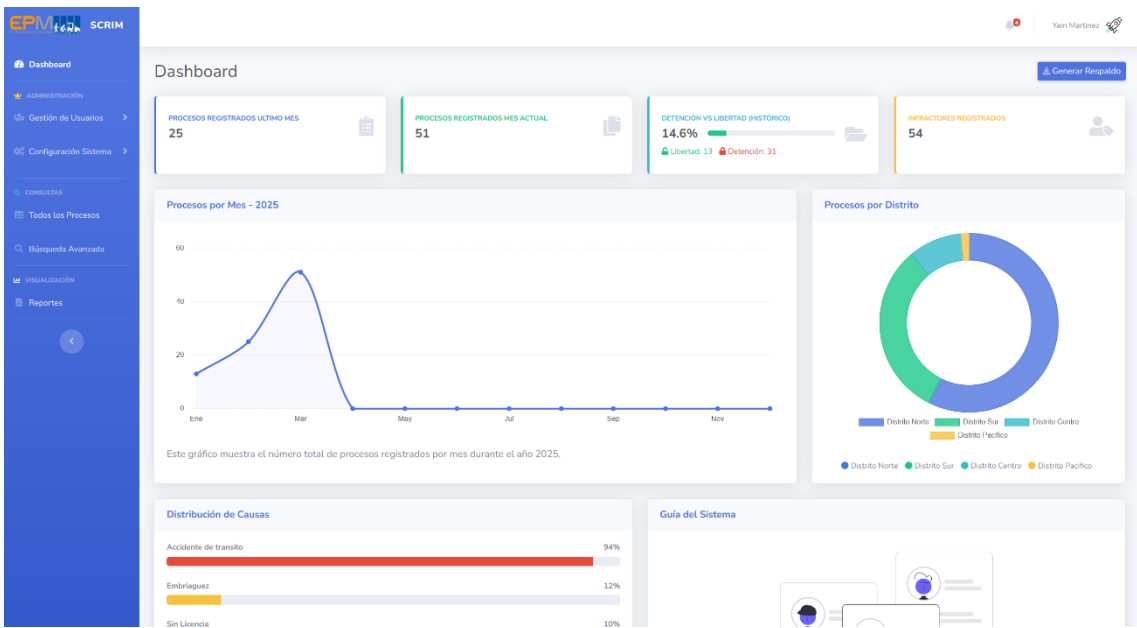 EPM SCRIM
4
Yam Martinez
Dashboard
ADMINISTRACIÓN
Gestión de Usuarios
Configuración Sistema
CONSULTAS
Todos los Procesos
Búsqueda Avanzada
VISUALIZACIÓN
Reportes
Dashboard
Generar Respaldo
PROCESOS REGISTRADOS ULTIMO MES
25
PROCESOS REGISTRADOS MES ACTUAL
51
DETENCIÓN VS LIBERTAD (HISTÓRICO)
14.6%
Libertad: 13 Detención: 31
INFRACTORES REGISTRADOS
54
Procesos por Mes - 2025
60
40
20
0
Ene Mar May Jul Sep Nov
Este gráfico muestra el número total de procesos registrados por mes durante el año 2025.
Procesos por Distrito
Distrito Norte Distrito Sur Distrito Centro
Distrito Pacifico
Distrito Norte Distrito Sur Distrito Centro Distrito Pacifico
Distribución de Causas
Accidente de transito 94%
Embriaguez 12%
Sin Licencia 10%
Guía del Sistema